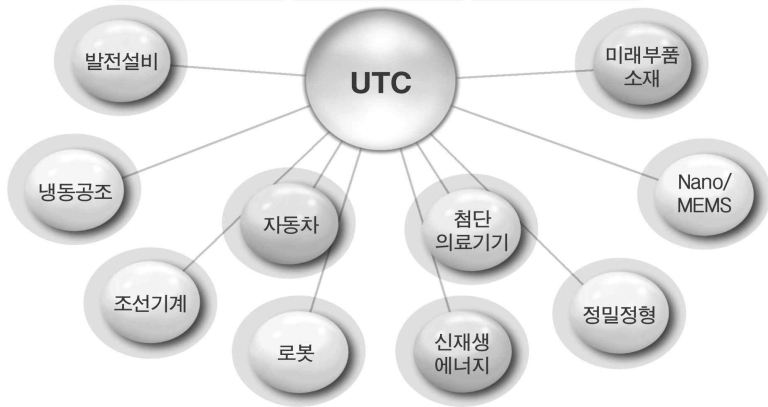 발전설비
UTC
미래부품
소재
냉동공조
자동차
첨단
의료기기
Nano/
MEMS
조선기계
로봇
신재생
에너지
정밀정형